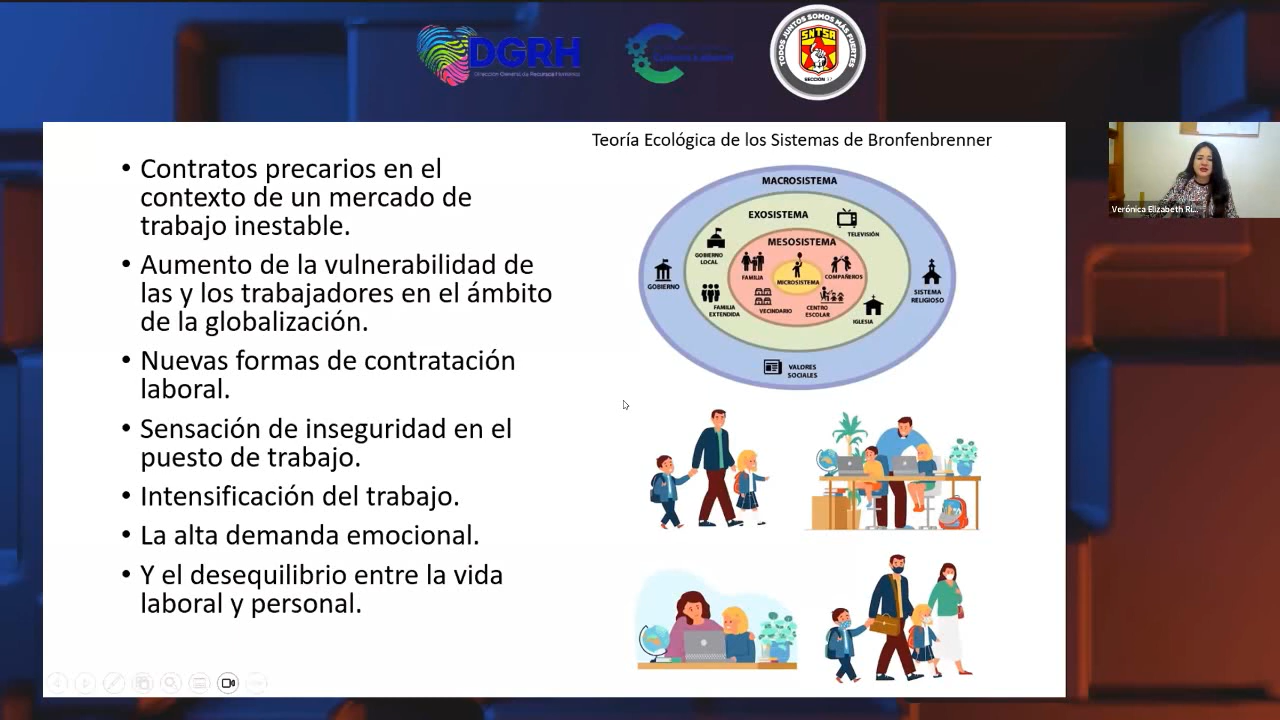 DGRH
Dirección General de Recursos Humanos
TODOS JUNTOS SOMOS MÁS FUERTES
SNTSA
SECCIÓN 37
Teoría Ecológica de los Sistemas de Bronfenbrenner
• Contratos precarios en el
contexto de un mercado de
trabajo inestable.
• Aumento de la vulnerabilidad de
las y los trabajadores en el ámbito
de la globalización.
• Nuevas formas de contratación
laboral.
• Sensación de inseguridad en el
puesto de trabajo.
• Intensificación del trabajo.
• La alta demanda emocional.
• Y el desequilibrio entre la vida
laboral y personal.
MACROSISTEMA
EXOSISTEMA
TELEVISIÓN
MESOSISTEMA
GOBIERNO
LOCAL
FAMILIA
COMPAÑEROS
MICROSISTEMA
GOBIERNO
SISTEMA
RELIGIOSO
FAMILIA
EXTENDIDA
VECINDARIO
CENTRO
ESCOLAR
IGLESIA
VALORES
SOCIALES
Verónica Elizabeth Ri...